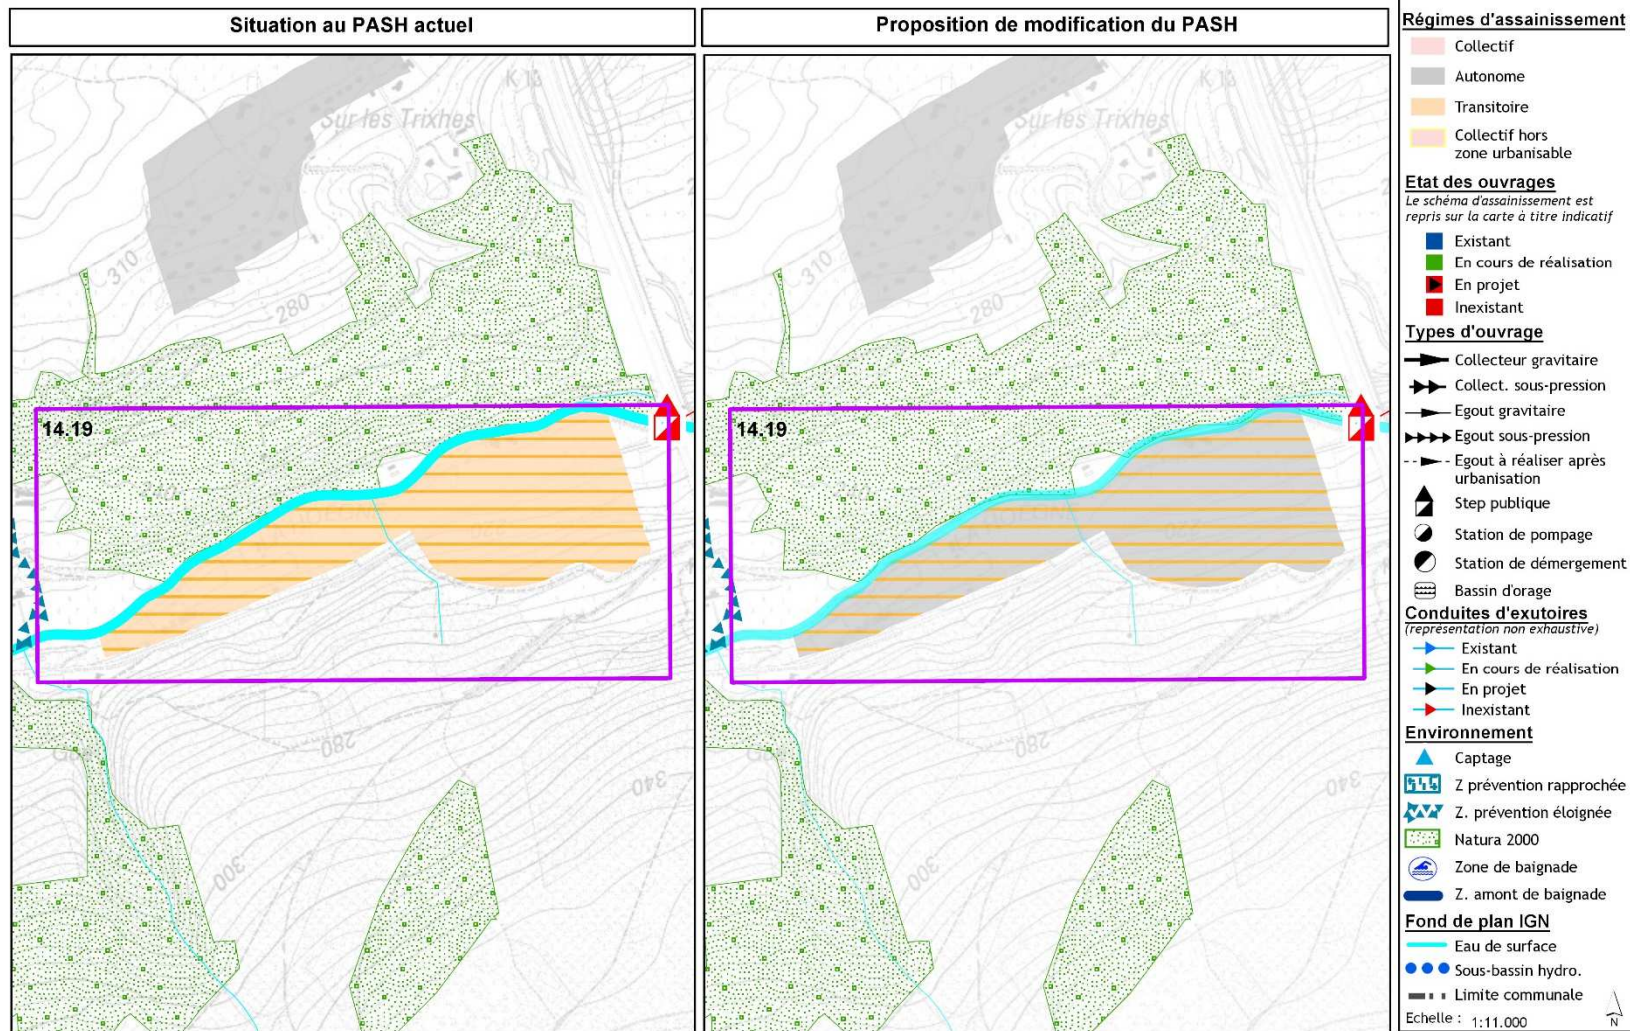 Situation au PASH actuel
Sur les Trixhes
310
280
14.19
320
280
340
300
Proposition de modification du PASH
Sur les Trixhes
310
280
14.19
320
280
340
300
Régimes d'assainissement
Collectif
Autonome
Transitoire
Collectif hors
zone urbanisable
Etat des ouvrages
Le schéma d'assainissement est
repris sur la carte à titre indicatif
Existant
En cours de réalisation
En projet
Inexistant
Types d'ouvrage
Collecteur gravitaire
Collect. sous-pression
Egout gravitaire
Egout sous-pression
Egout à réaliser après
urbanisation
Step publique
Station de pompage
Station de démergement
Bassin d'orage
Conduites d'exutoires
(représentation non exhaustive)
Existant
En cours de réalisation
En projet
Inexistant
Environnement
Captage
Z prévention rapprochée
Z. prévention éloignée
Natura 2000
Zone de baignade
Z. amont de baignade
Fond de plan IGN
Eau de surface
Sous-bassin hydro.
Limite communale
Echelle : 1:11.000
N